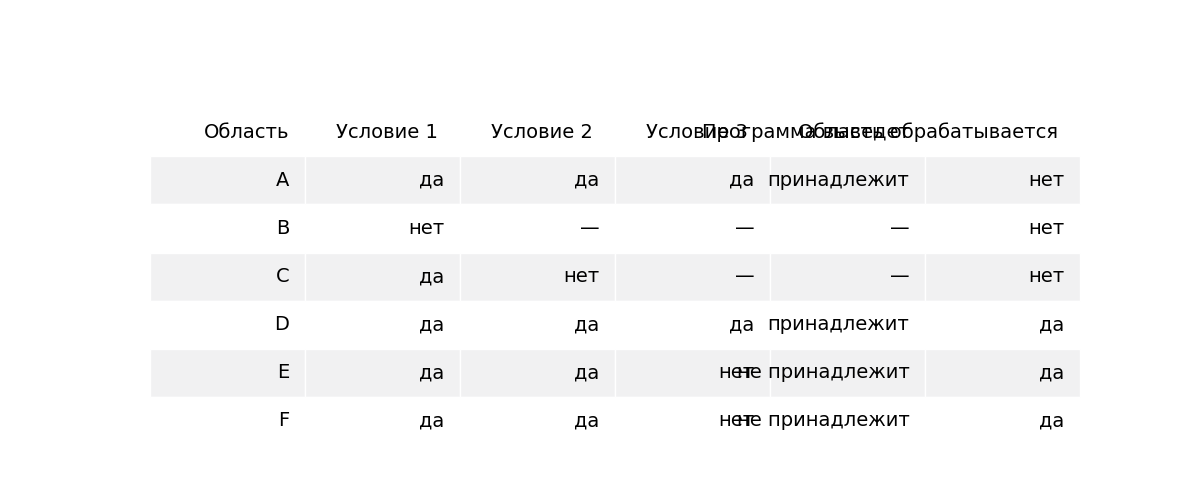 Область Условие 1 Условие 2 Условие 3 Программа выведет Область обрабатывается
A да да да принадлежит нет
B нет — — — нет
C да нет — — нет
D да да да принадлежит да
E да да нет не принадлежит да
F да да нет не принадлежит да